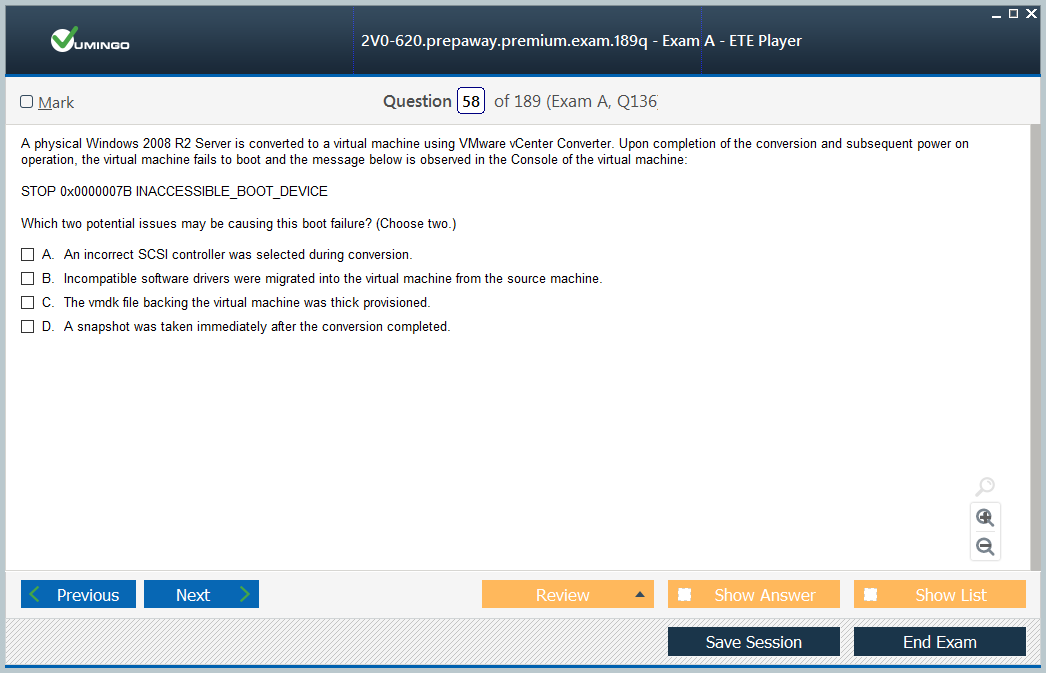 VUMINGO
2V0-620.prepaway.premium.exam.189q - Exam A - ETE Player
Mark
Question 58 of 189 (Exam A, Q136)
A physical Windows 2008 R2 Server is converted to a virtual machine using VMware vCenter Converter. Upon completion of the conversion and subsequent power on
operation, the virtual machine fails to boot and the message below is observed in the Console of the virtual machine:
STOP 0x0000007B INACCESSIBLE_BOOT_DEVICE
Which two potential issues may be causing this boot failure? (Choose two.)
A. An incorrect SCSI controller was selected during conversion.
B. Incompatible software drivers were migrated into the virtual machine from the source machine.
C. The vmdk file backing the virtual machine was thick provisioned.
D. A snapshot was taken immediately after the conversion completed.
Previous
Next
Review
Show Answer
Show List
Save Session
End Exam